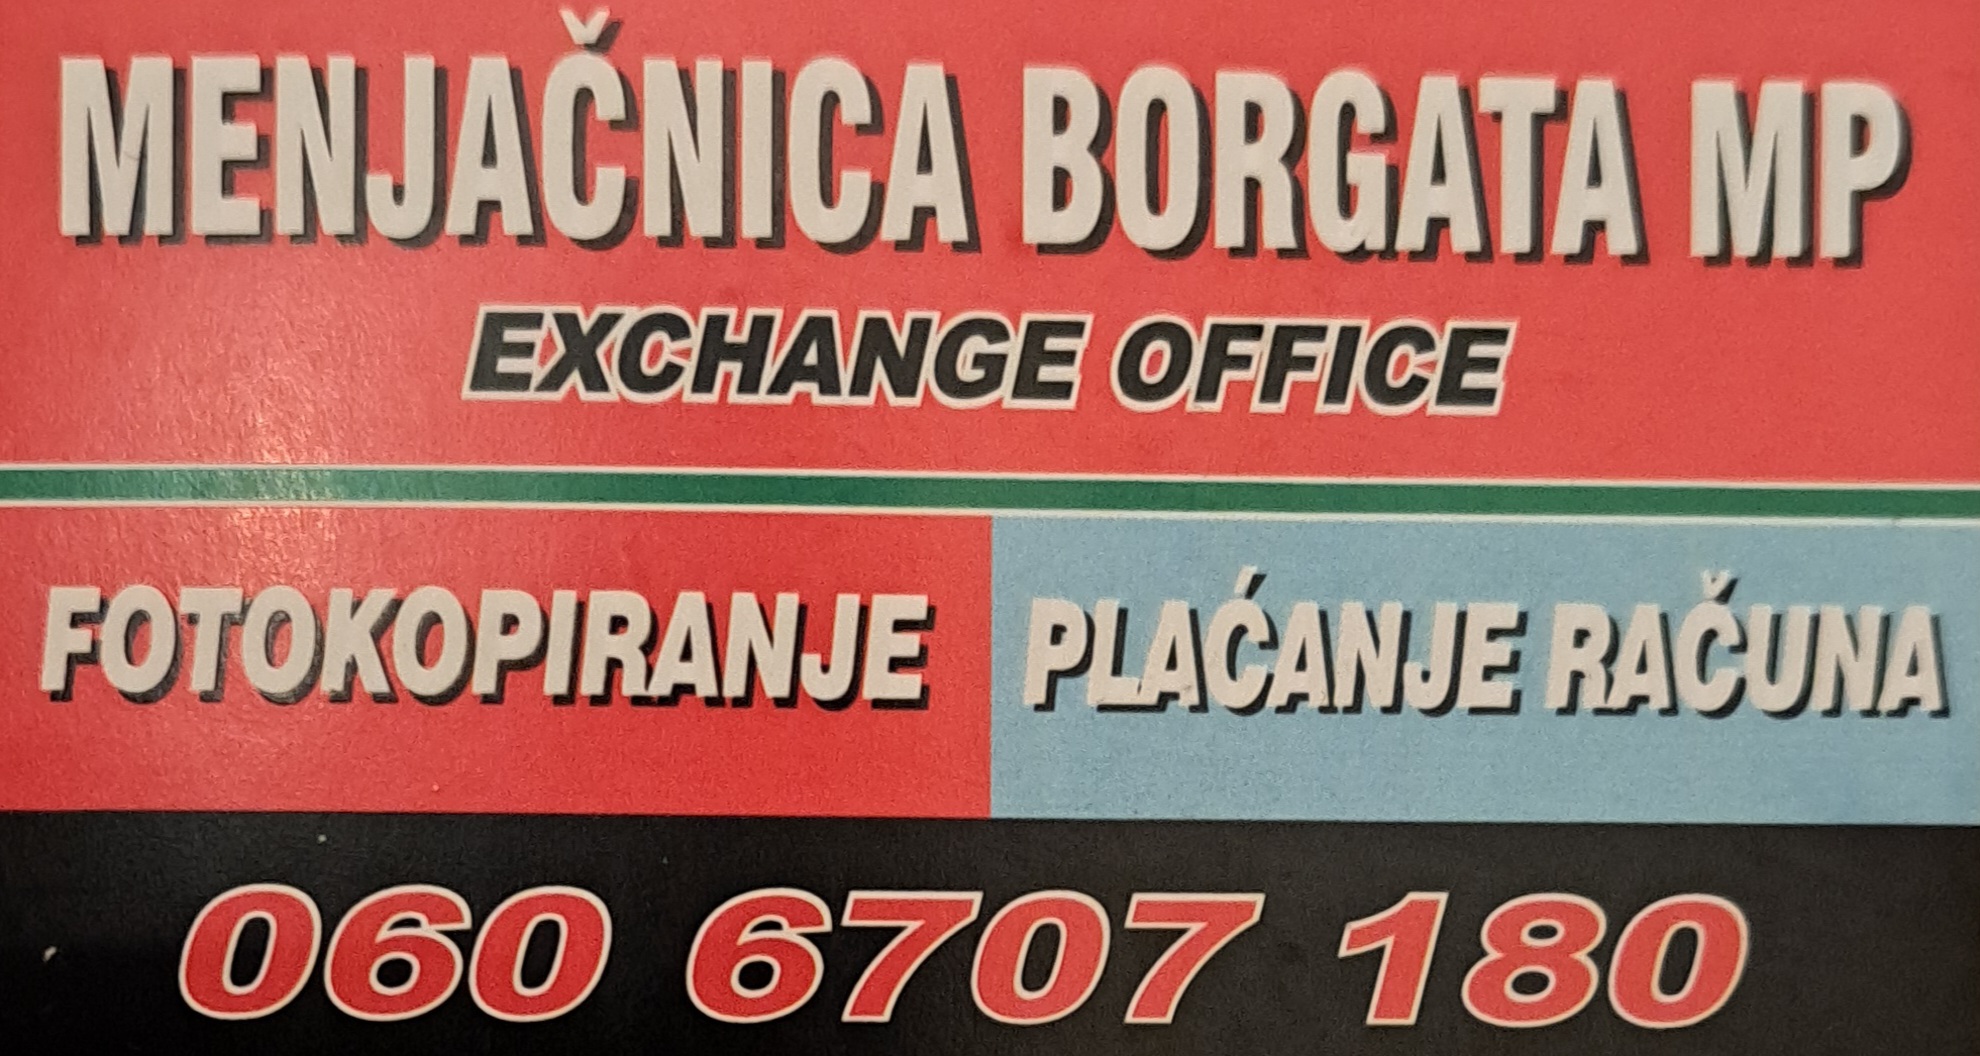 MENJAČNICA BORGATA MP
EXCHANGE OFFICE
FOTOKOPIRANJE
PLAĆANJE RAČUNA
060 6707 180